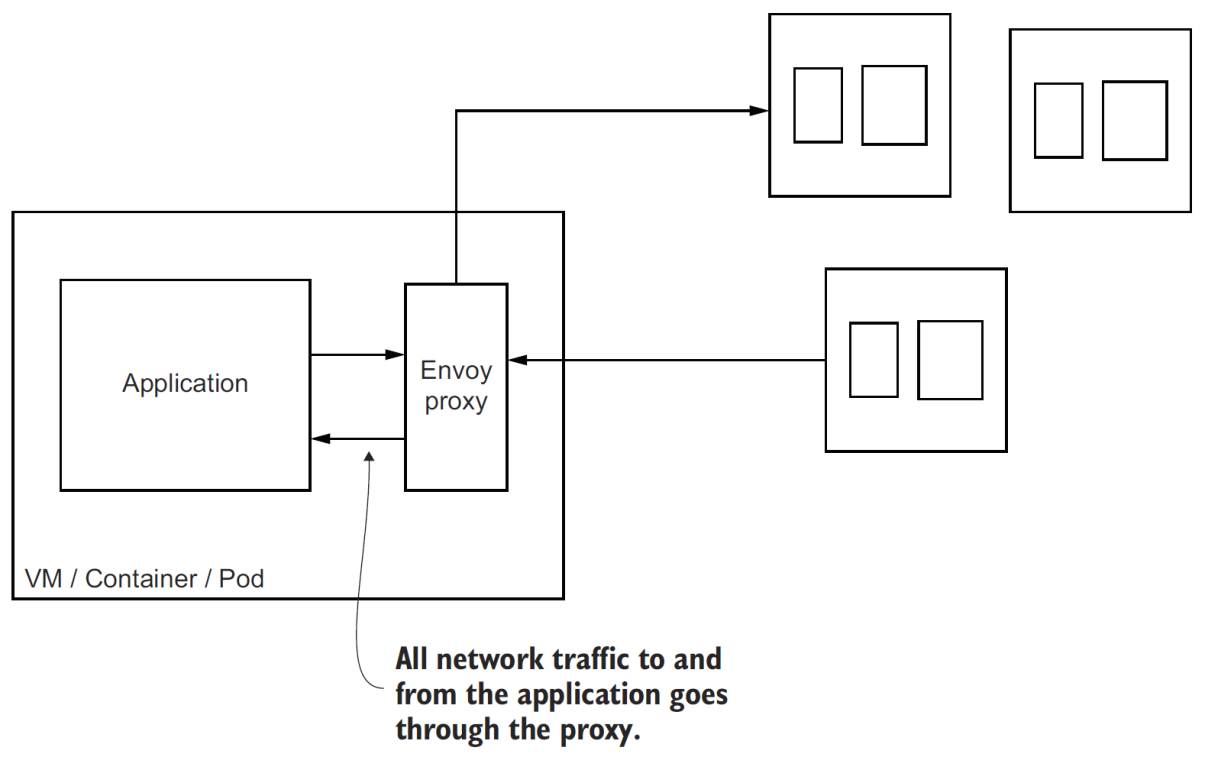 Application
Envoy
proxy
VM / Container / Pod
All network traffic to and
from the application goes
through the proxy.